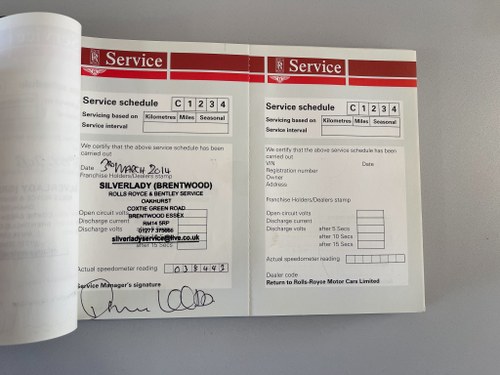 R
Service
Service schedule C 1 2 3 4
Servicing based on Kilometres Miles Seasonal
Service interval
We certify that the above service schedule has been
carried out
Date 3RD MARCH 2014
Franchise Holders/Dealers stamp
SILVERLADY (BRENTWOOD)
ROLLS ROYCE & BENTLEY SERVICE
OAKHURST
COXTIE GREEN ROAD
Open circuit volts
BRENTWOOD ESSEX
Discharge current
RM14 5RP
Discharge volts
01277 375666
silverladyservice@live.co.uk
after 15 Secs
Actual speedometer reading 038442
Service Manager's signature
R
Service
Service schedule C 1 2 3 4
Servicing based on Kilometres Miles Seasonal
Service interval
We certify that the above service schedule has been
carried out
VIN Date
Registration number
Owner
Address
Franchise Holders/Dealers stamp
Open circuit volts
Discharge current
Discharge volts after 5 Secs
after 10 Secs
after 15 Secs
Actual speedometer reading
Dealer code
Return to Rolls-Royce Motor Cars Limited